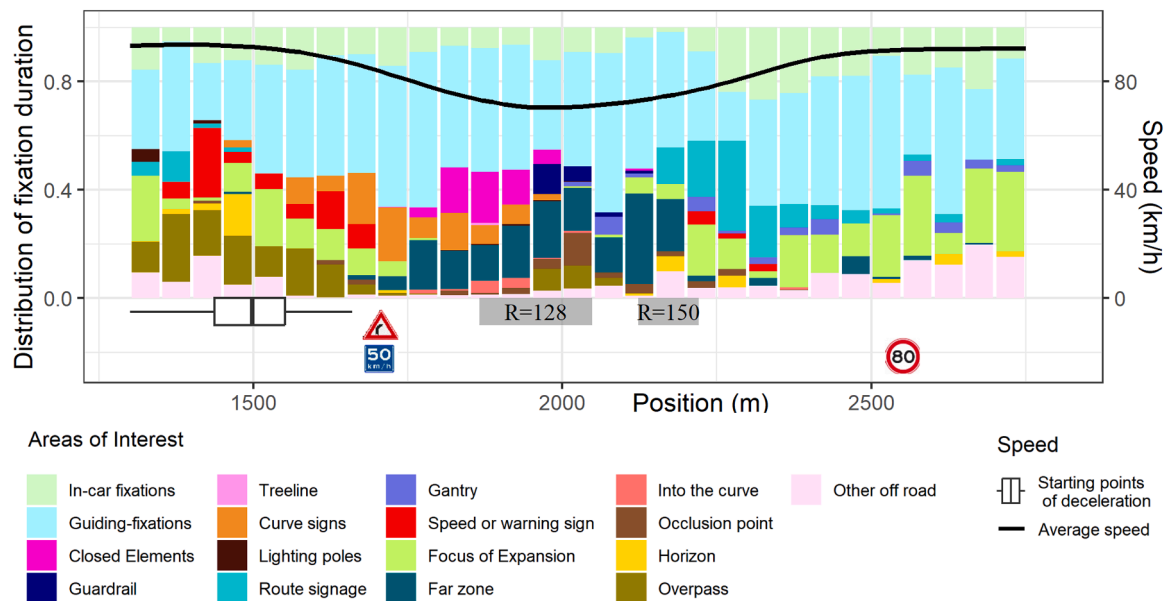 Distribution of fixation duration
0.8
0.4
0.0
80
40
0
Speed (km/h)
R=128
R=150
50
km/h
80
1500
2000
2500
Position (m)
Areas of Interest
In-car fixations
Treeline
Gantry
Into the curve
Other off road
Guiding-fixations
Curve signs
Speed or warning sign
Occlusion point
Closed Elements
Lighting poles
Focus of Expansion
Horizon
Guardrail
Route signage
Far zone
Overpass
Speed
Starting points
of deceleration
Average speed